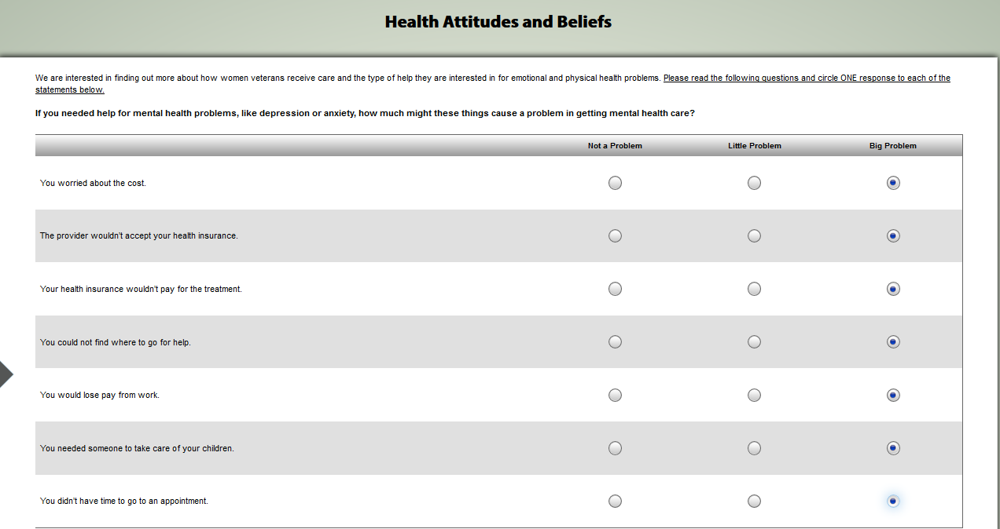 Health Attitudes and Beliefs
We are interested in finding out more about how women veterans receive care and the type of help they are interested in for emotional and physical health problems. Please read the following questions and circle ONE response to each of the
statements below.
If you needed help for mental health problems, like depression or anxiety, how much might these things cause a problem in getting mental health care?
Not a Problem Little Problem Big Problem
You worried about the cost.
The provider wouldn't accept your health insurance.
Your health insurance wouldn't pay for the treatment.
You could not find where to go for help.
You would lose pay from work.
You needed someone to take care of your children.
You didn't have time to go to an appointment.